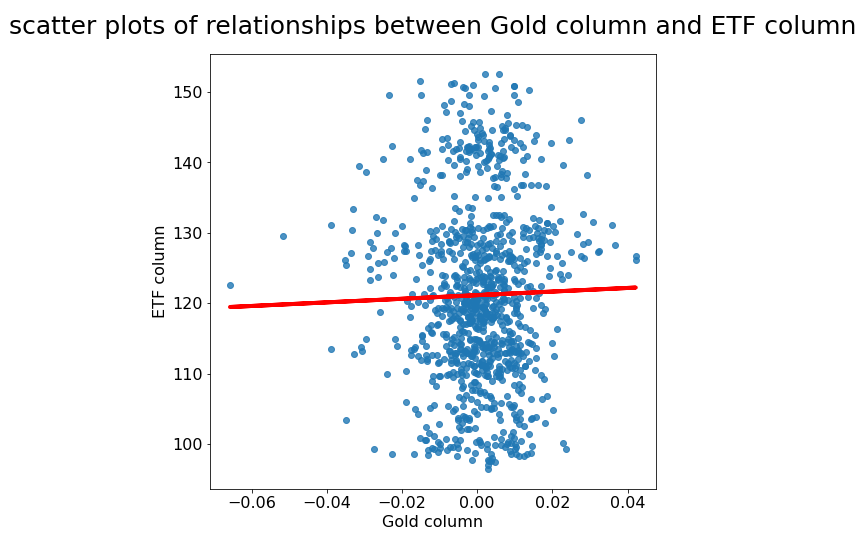 scatter plots of relationships between Gold column and ETF column
150
140
130
120
110
100
ETF column
−0.06 −0.04 −0.02 0.00 0.02 0.04
Gold column